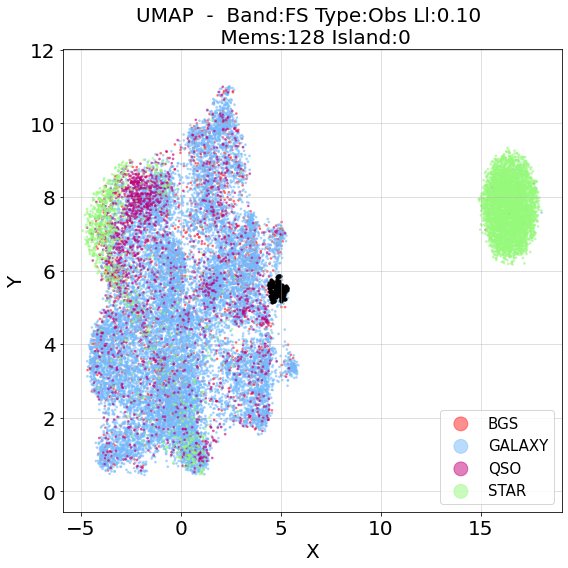 UMAP  -  Band:FS Type:Obs Ll:0.10
Mems:128 Island:0
12
10
8
6
4
2
0
Y
−5
0
5
10
15
X
BGS
GALAXY
QSO
STAR